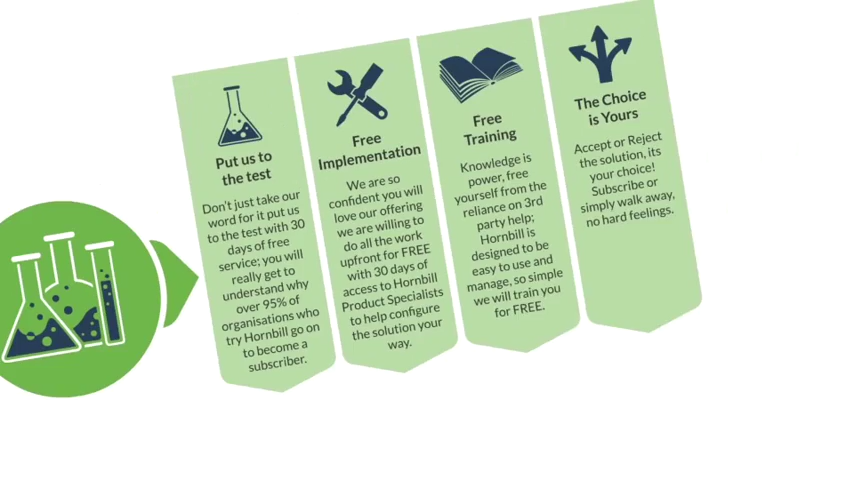 Put us to
the test
Don't just take our
word for it put us
to the test with 30
days of free
service; you will
really get to
understand why
over 95% of
organisations who
try Hornbill go on
to become a
subscriber.
Free
Implementation
We are so
confident you will
love our offering
we are willing to
do all the work
upfront for FREE
with 30 days of
access to Hornbill
Product Specialists
to help configure
the solution your
way.
Free
Training
Knowledge is
power, free
yourself from the
reliance on 3rd
party help;
Hornbill is
designed to be
easy to use and
manage, so simple
we will train you
for FREE.
The Choice
is Yours
Accept or Reject
the solution, its
your choice!
Subscribe or
simply walk away,
no hard feelings.